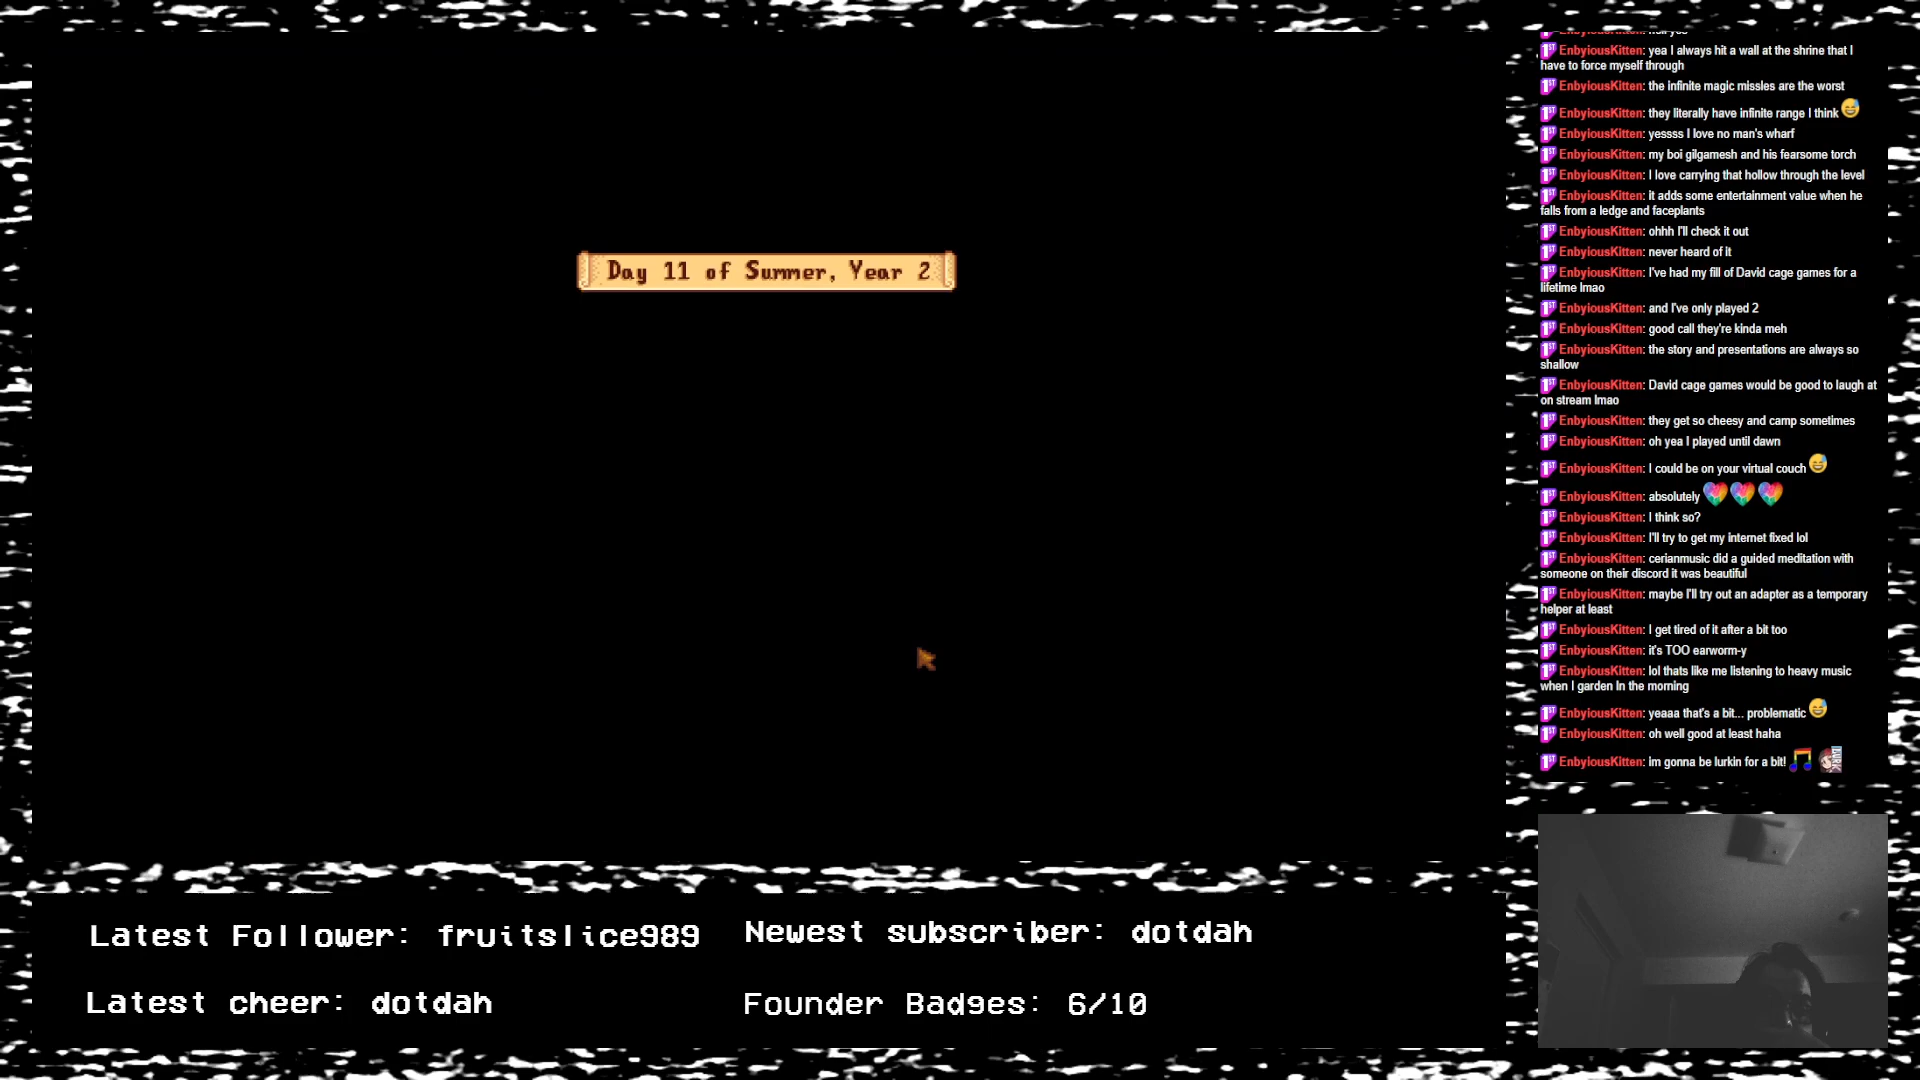 Day 11 of Summer, Year 2
EnbyiousKitten: yea I always hit a wall at the shrine that I
have to force myself through
EnbyiousKitten: the infinite magic missles are the worst
EnbyiousKitten: they literally have infinite range I think
EnbyiousKitten: yessss I love no man's wharf
EnbyiousKitten: my boi gilgamesh and his fearsome torch
EnbyiousKitten: I love carrying that hollow through the level
EnbyiousKitten: it adds some entertainment value when he
falls from a ledge and faceplants
EnbyiousKitten: ohhh I'll check it out
EnbyiousKitten: never heard of it
EnbyiousKitten: I've had my fill of David cage games for a
lifetime lmao
EnbyiousKitten: and I've only played 2
EnbyiousKitten: good call they're kinda meh
EnbyiousKitten: the story and presentations are always so
shallow
EnbyiousKitten: David cage games would be good to laugh at
on stream lmao
EnbyiousKitten: they get so cheesy and camp sometimes
EnbyiousKitten: oh yea I played until dawn
EnbyiousKitten: I could be on your virtual couch
EnbyiousKitten: absolutely
EnbyiousKitten: I think so?
EnbyiousKitten: I'll try to get my internet fixed lol
EnbyiousKitten: cerianmusic did a guided meditation with
someone on their discord it was beautiful
EnbyiousKitten: maybe I'll try out an adapter as a temporary
helper at least
EnbyiousKitten: I get tired of it after a bit too
EnbyiousKitten: it's TOO earworm-y
EnbyiousKitten: lol thats like me listening to heavy music
when I garden In the morning
EnbyiousKitten: yeaaa that's a bit... problematic
EnbyiousKitten: oh well good at least haha
EnbyiousKitten: im gonna be lurkin for a bit!
Latest Follower: fruitslice989
Newest subscriber: dotdah
Latest cheer: dotdah
Founder Badges: 6/10